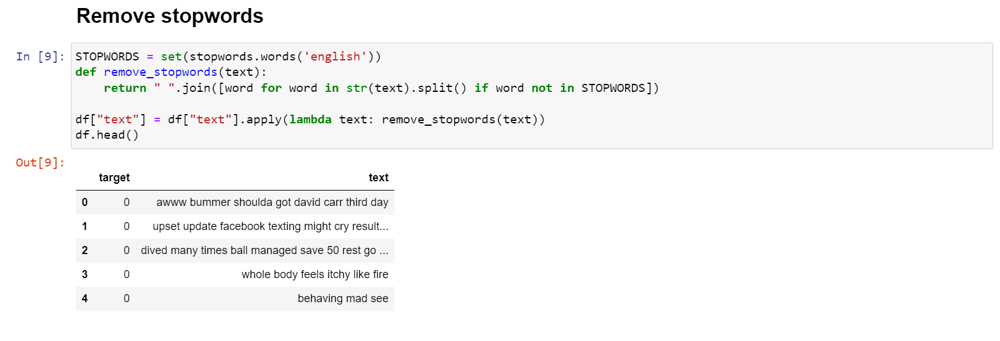 Remove stopwords
In [9]: STOPWORDS = set(stopwords.words('english'))
def remove_stopwords(text):
    return " ".join([word for word in str(text).split() if word not in STOPWORDS])
df["text"] = df["text"].apply(lambda text: remove_stopwords(text))
df.head()
Out[9]:
target text
0 0 awww bummer shoulda got david carr third day
1 0 upset update facebook texting might cry result...
2 0 dived many times ball managed save 50 rest go ...
3 0 whole body feels itchy like fire
4 0 behaving mad see